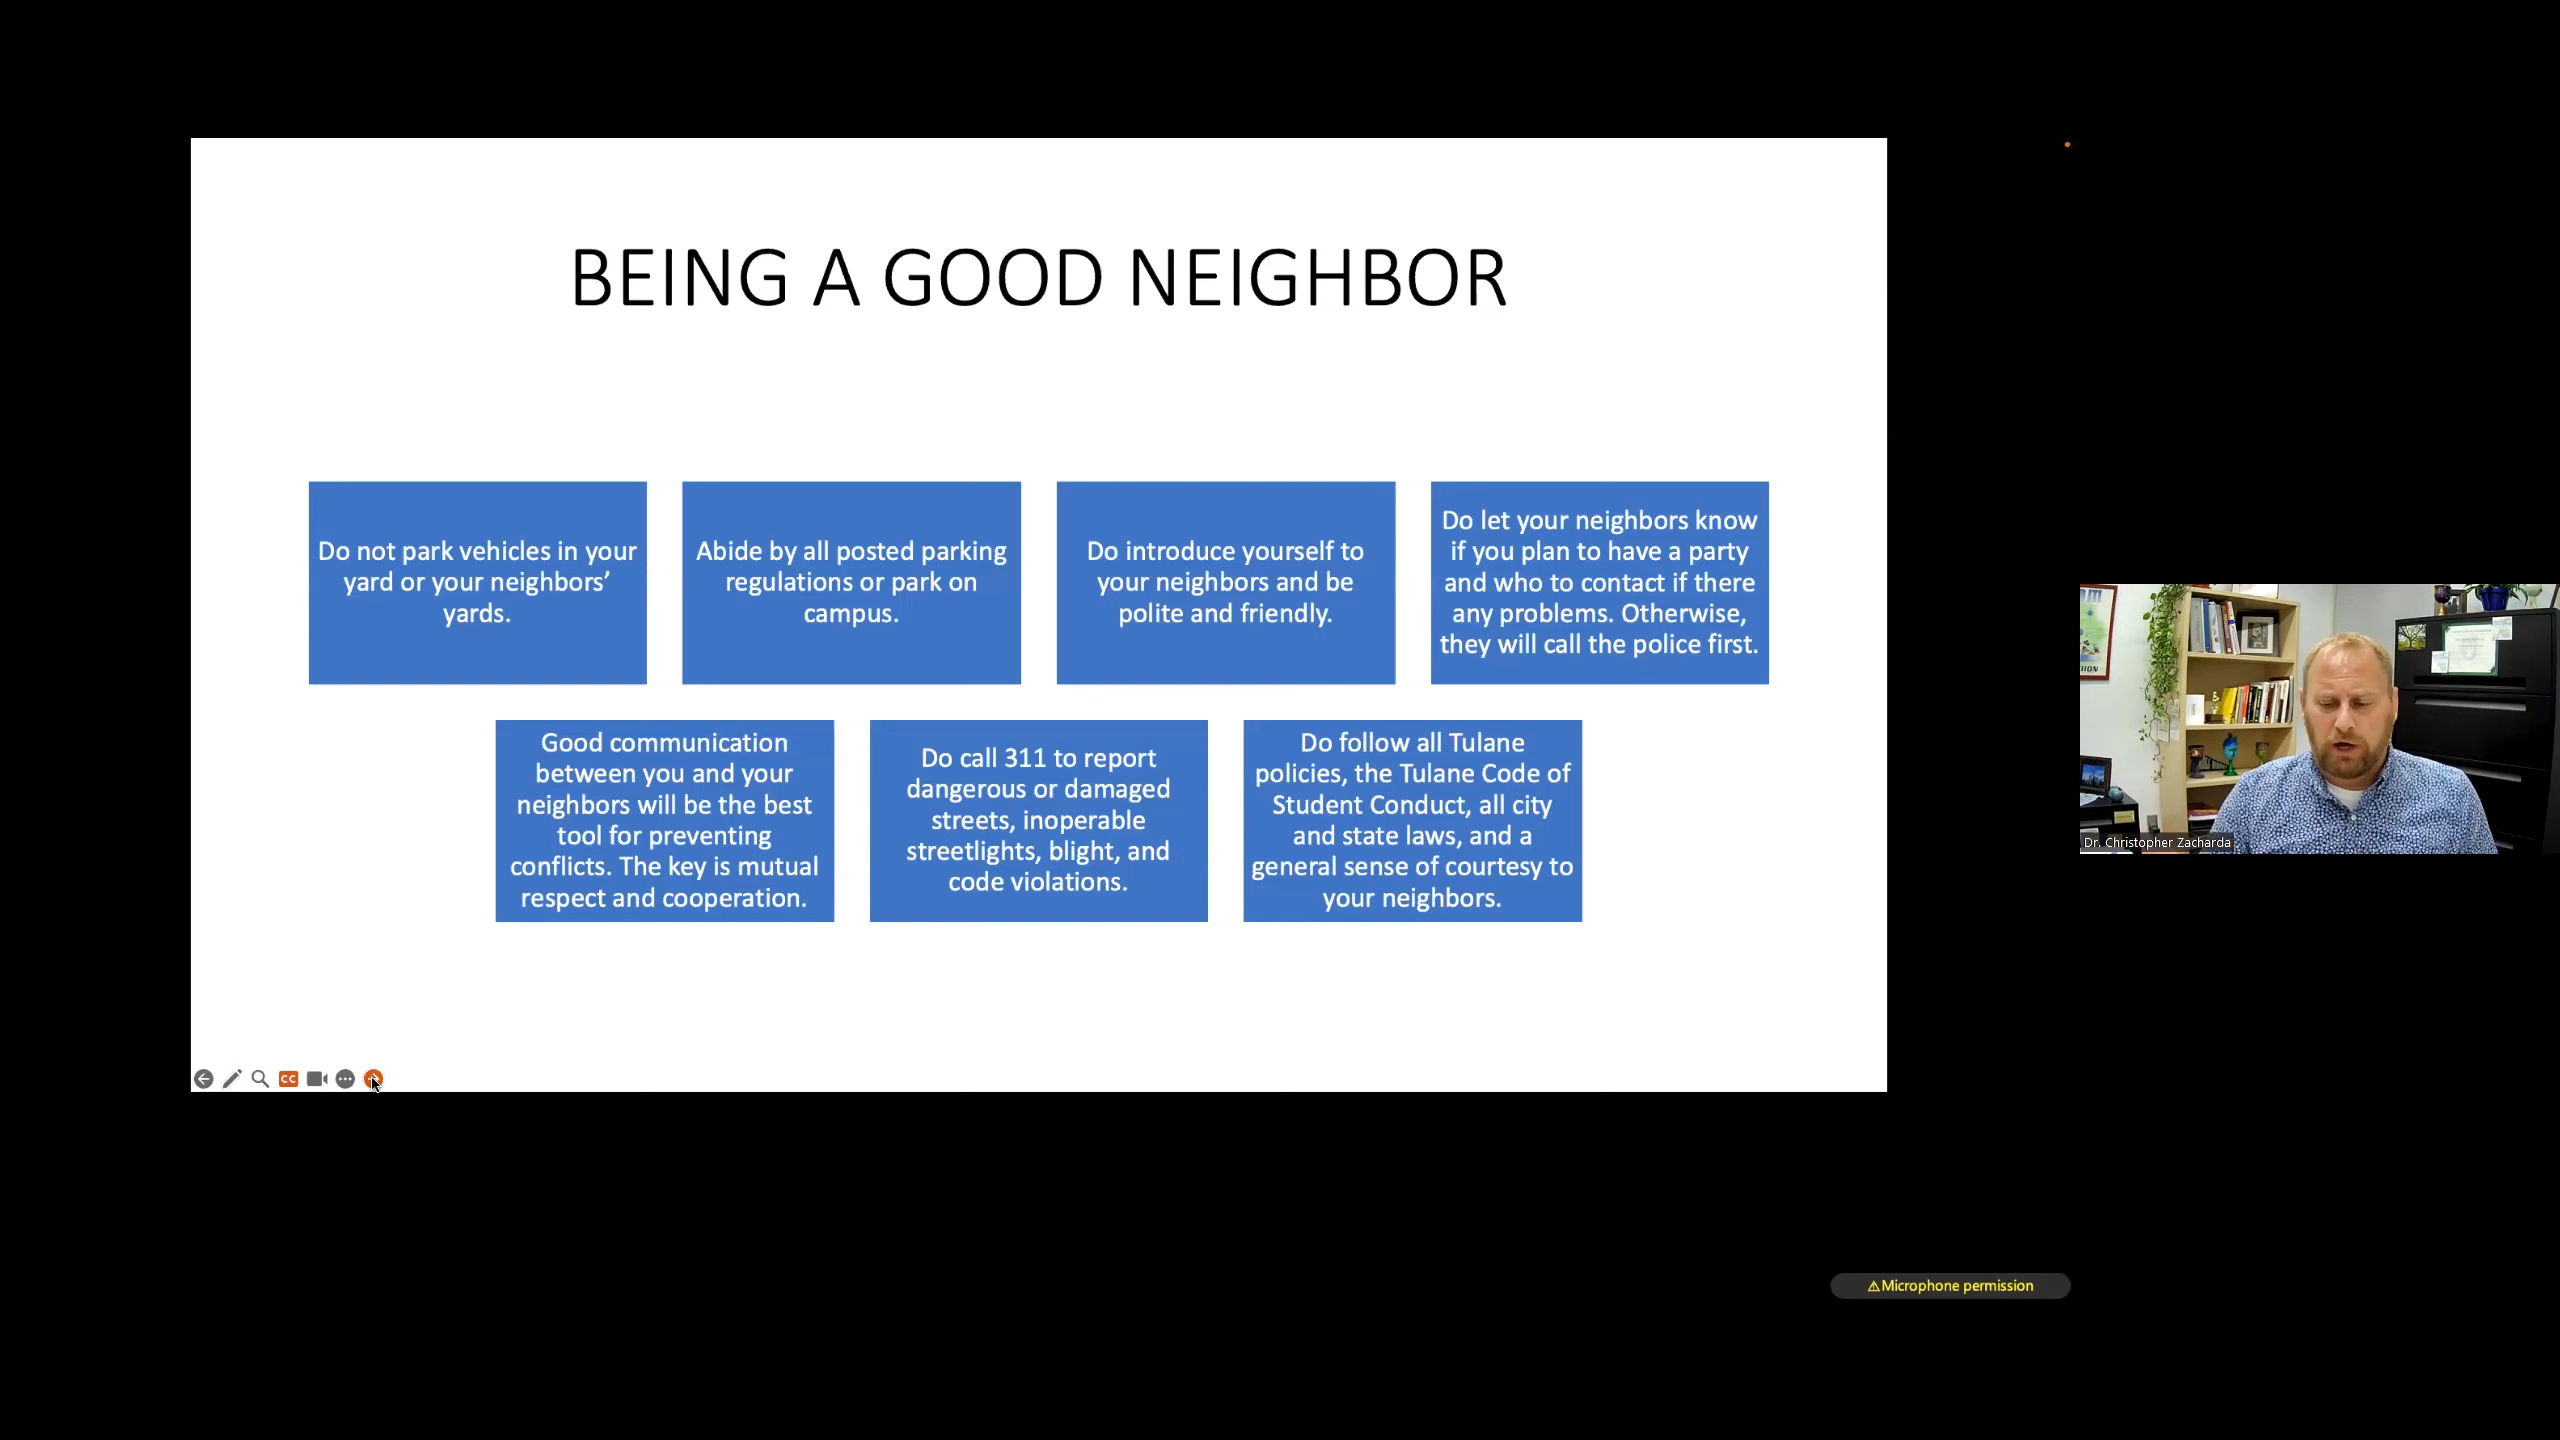 BEING A GOOD NEIGHBOR
Do not park vehicles in your
yard or your neighbors’
yards.
Abide by all posted parking
regulations or park on
campus.
Do introduce yourself to
your neighbors and be
polite and friendly.
Do let your neighbors know
if you plan to have a party
and who to contact if there
any problems. Otherwise,
they will call the police first.
Good communication
between you and your
neighbors will be the best
tool for preventing
conflicts. The key is mutual
respect and cooperation.
Do call 311 to report
dangerous or damaged
streets, inoperable
streetlights, blight, and
code violations.
Do follow all Tulane
policies, the Tulane Code of
Student Conduct, all city
and state laws, and a
general sense of courtesy to
your neighbors.
CC
Dr. Christopher Zacharda
⚠Microphone permission